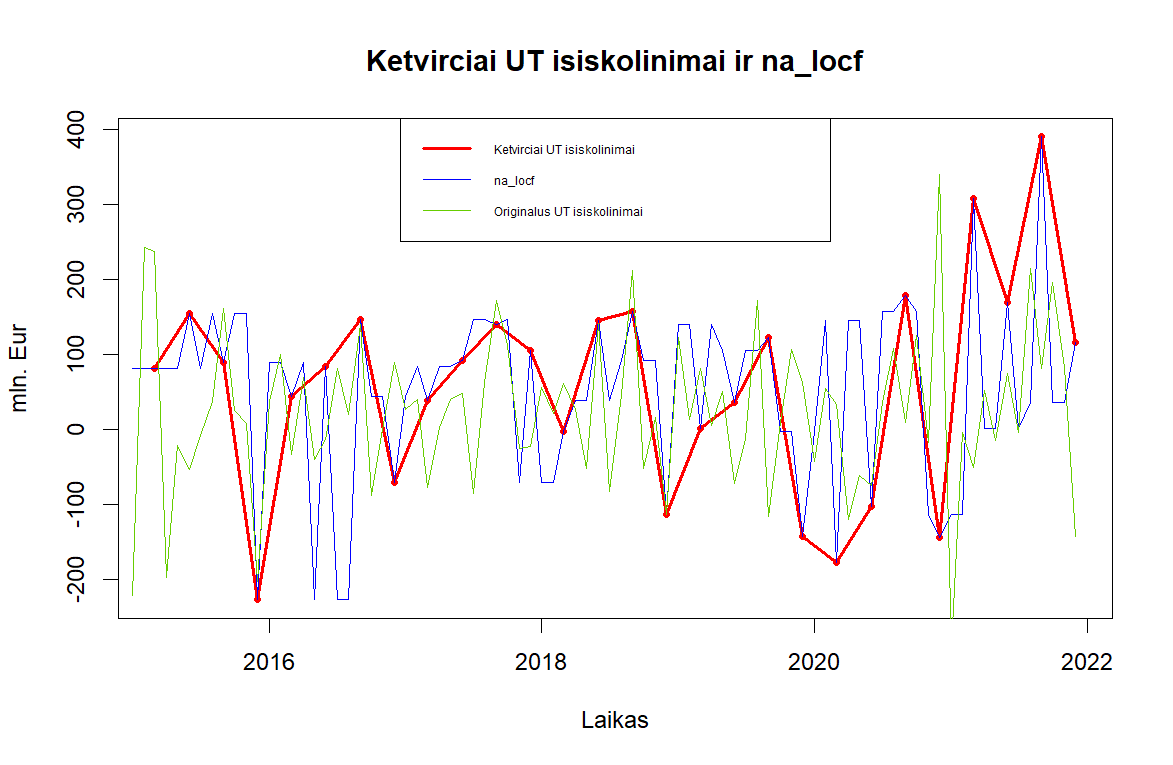 Ketvirciai UT isiskolinimai ir na_locf
mln. Eur
400
300
200
100
0
-100
-200
Ketvirciai UT isiskolinimai
na_locf
Originalus UT isiskolinimai
2016 2018 2020 2022
Laikas